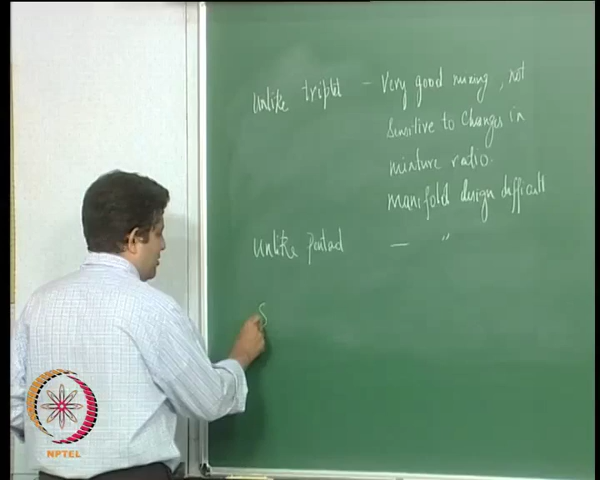 Unlike triplet – Very good mixing, not
sensitive to changes in
mixture ratio.
manifold design difficult
Unlike pentad — "
S
NPTEL